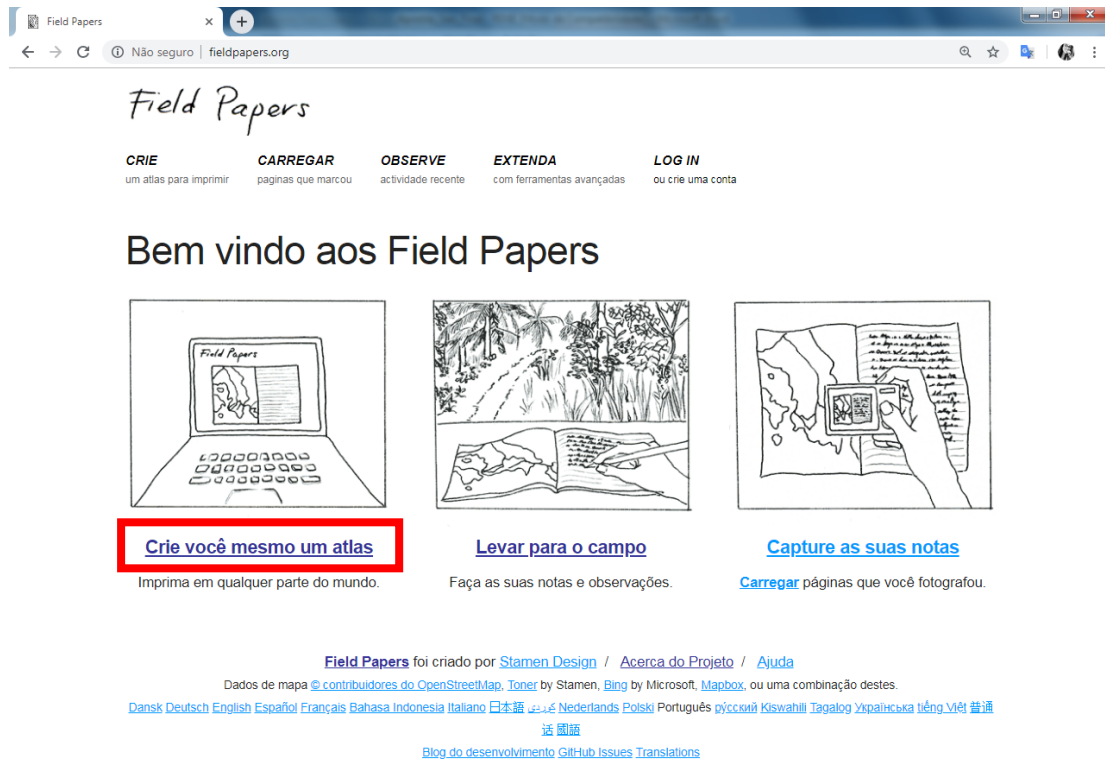 Field Papers
Não seguro | fieldpapers.org
Field Papers
CRIE
um atlas para imprimir
CARREGAR
paginas que marcou
OBSERVE
actividade recente
EXTENDA
com ferramentas avançadas
LOG IN
ou crie uma conta
Bem vindo aos Field Papers
Field Papers
Crie você mesmo um atlas
Imprima em qualquer parte do mundo.
Levar para o campo
Faça as suas notas e observações.
Capture as suas notas
Carregar páginas que você fotografou.
Field Papers foi criado por Stamen Design / Acerca do Projeto / Ajuda
Dados de mapa © contribuidores do OpenStreetMap, Toner by Stamen, Bing by Microsoft, Mapbox, ou uma combinação destes.
Dansk Deutsch English Español Français Bahasa Indonesia Italiano 日本語 كوردی Nederlands Polski Português ру́сский Kiswahili Tagalog Українська tiếng Việt 普通
话 國語
Blog do desenvolvimento GitHub Issues Translations